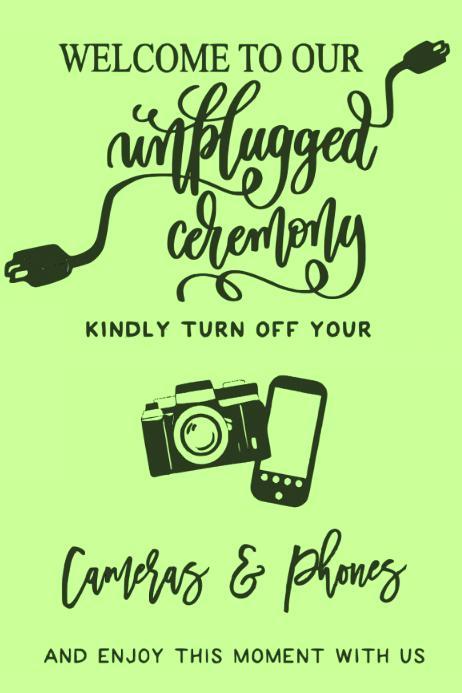 WELCOME TO OUR
unplugged
ceremony
KINDLY TURN OFF YOUR
Cameras & Phones
AND ENJOY THIS MOMENT WITH US